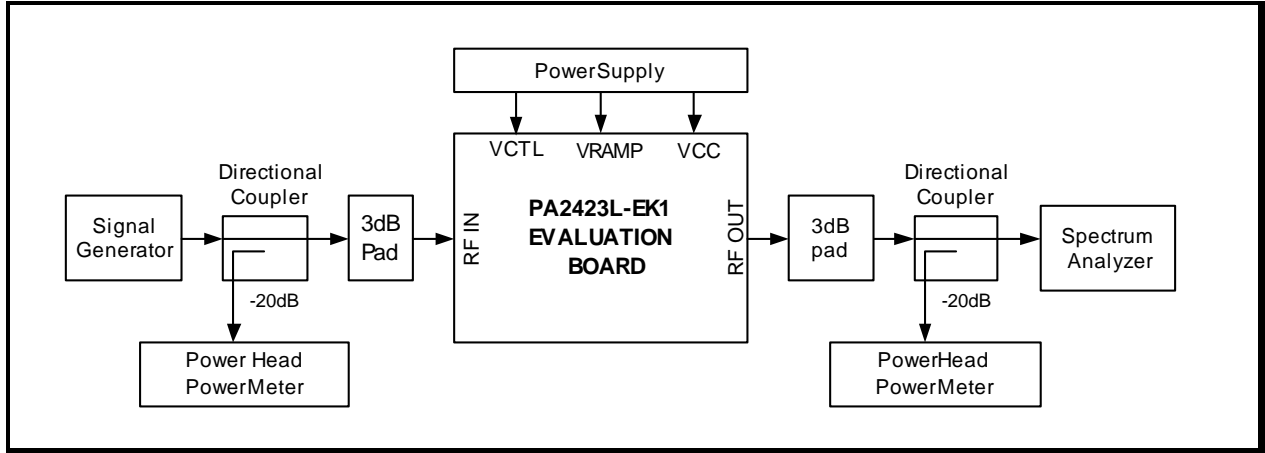 PowerSupply
VCTL VRAMP VCC
Directional
Coupler
Signal
Generator
3dB
Pad
-20dB
Power Head
PowerMeter
RF IN
PA2423L-EK1
EVALUATION
BOARD
RF OUT
3dB
pad
Directional
Coupler
-20dB
Spectrum
Analyzer
PowerHead
PowerMeter